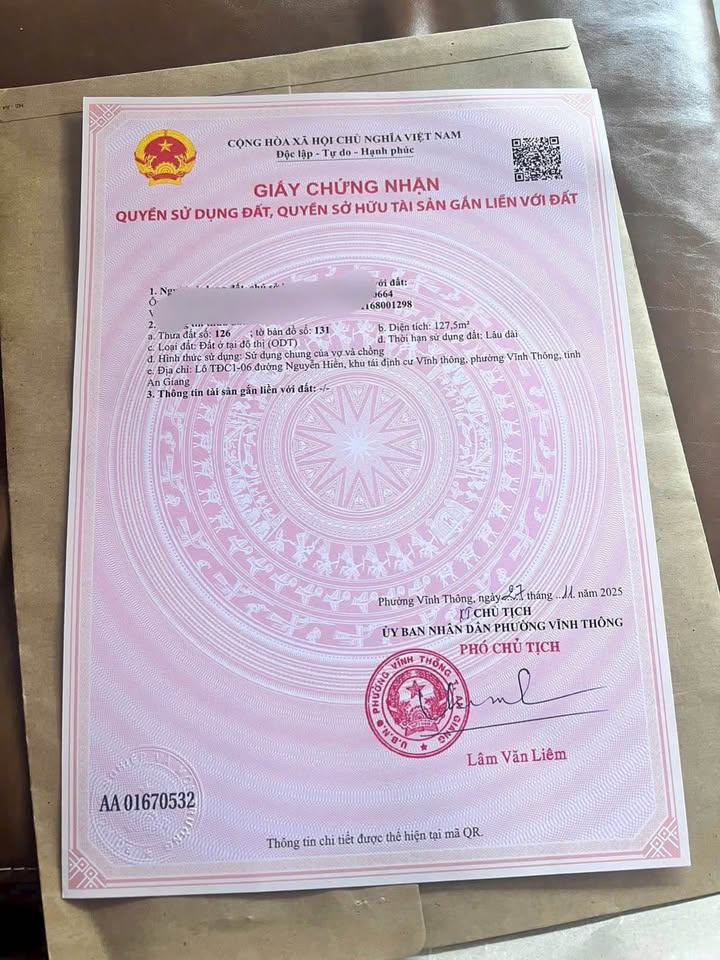 CỘNG HÒA XÃ HỘI CHỦ NGHĨA VIỆT NAM
Độc lập - Tự do - Hạnh phúc
GIẤY CHỨNG NHẬN
QUYỀN SỬ DỤNG ĐẤT, QUYỀN SỞ HỮU TÀI SẢN GẮN LIỀN VỚI ĐẤT
1. với đất:
0664
168001298
2.
a. Thửa đất số: 126 ; tờ bản đồ số: 131 b. Diện tích: 127,5m²
c. Loại đất: Đất ở tại đô thị (ODT) d. Thời hạn sử dụng đất: Lâu dài
đ. Hình thức sử dụng: Sử dụng chung của vợ và chồng
e. Địa chỉ: Lô TĐC1-06 đường Nguyễn Hiền, khu tái định cư Vĩnh thông, phường Vĩnh Thông, tỉnh
An Giang
3. Thông tin tài sản gắn liền với đất: -/-
Phường Vĩnh Thông, ngày 27 tháng 11 năm 2025
KT. CHỦ TỊCH
ỦY BAN NHÂN DÂN PHƯỜNG VĨNH THÔNG
PHÓ CHỦ TỊCH
U.B.N.D PHƯỜNG VĨNH THÔNG T. AN GIANG
Lâm Văn Liêm
AA 01670532
Thông tin chi tiết được thể hiện tại mã QR.